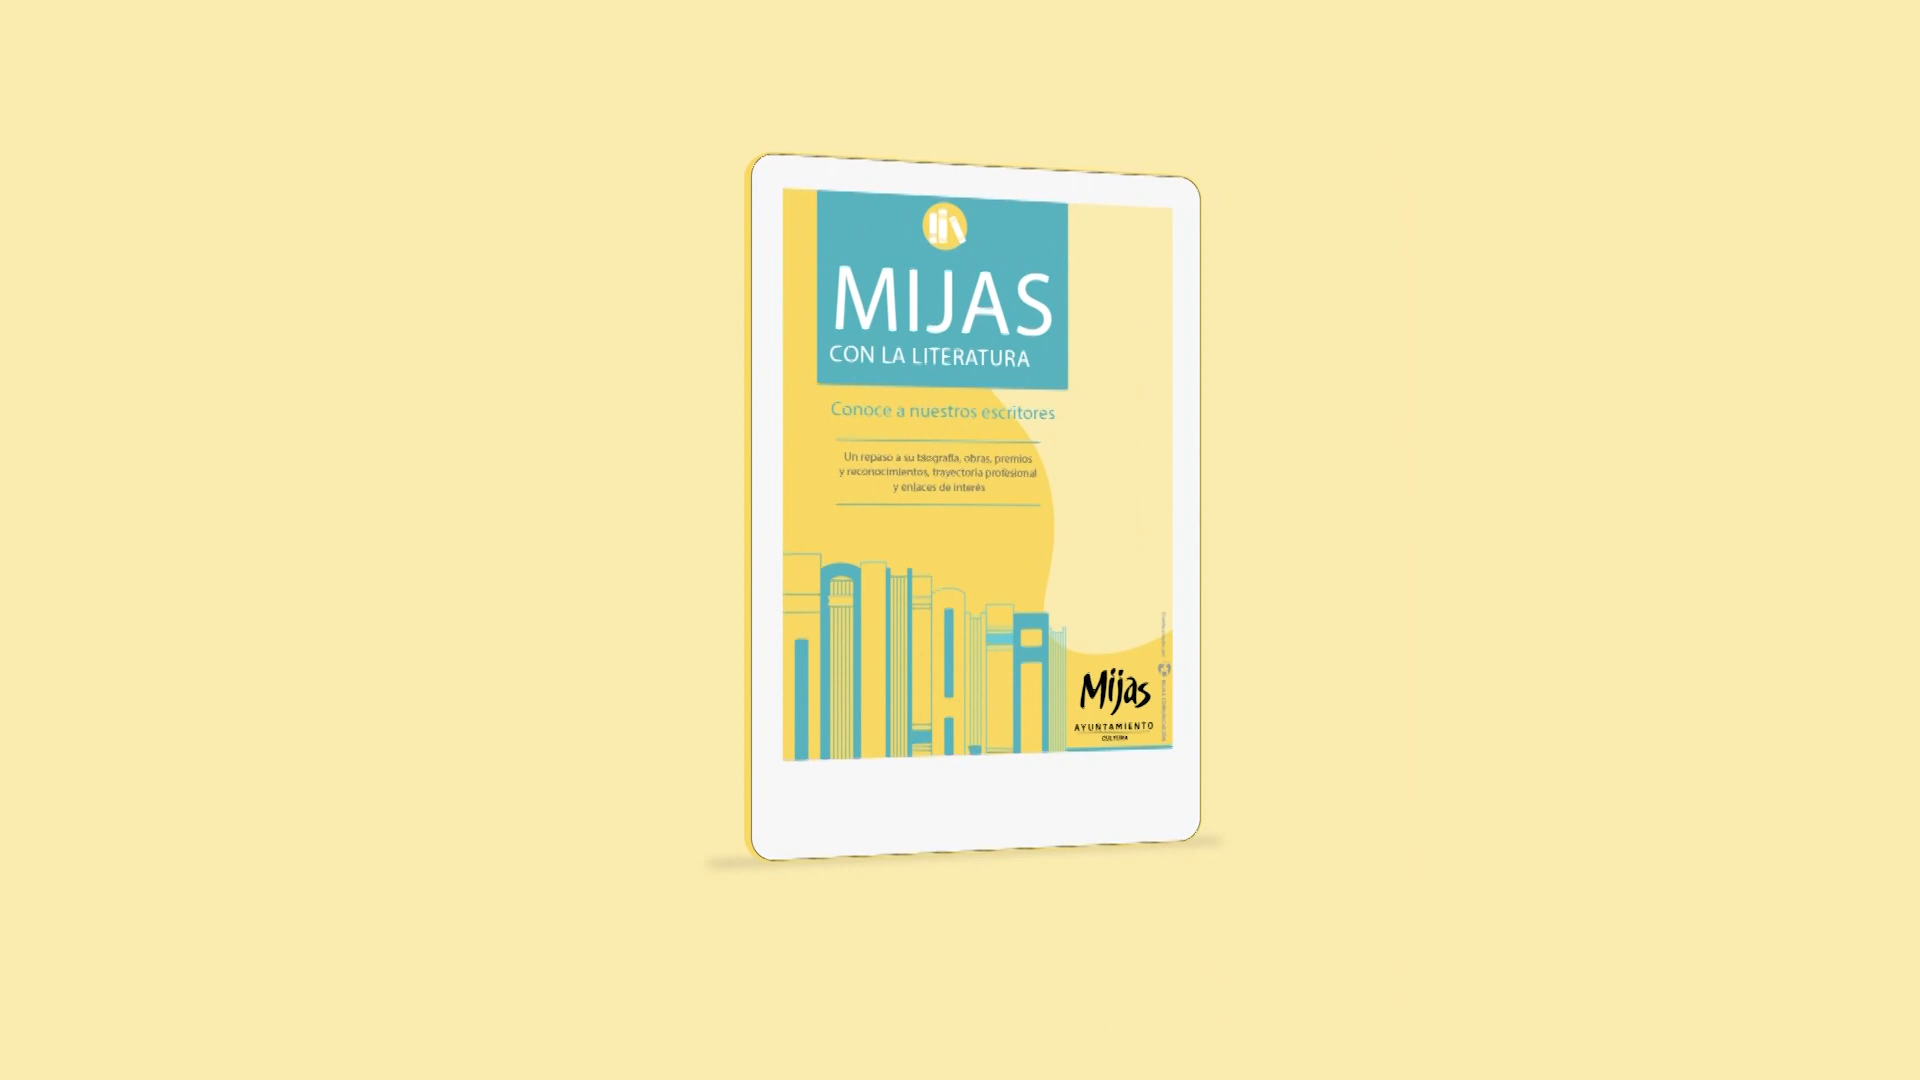 MIJAS
CON LA LITERATURA
Conoce a nuestros escritores
Un repaso a su biografía, obras, premios
y reconocimientos, trayectoria profesional
y enlaces de interés
Mijas
AYUNTAMIENTO
CULTURA